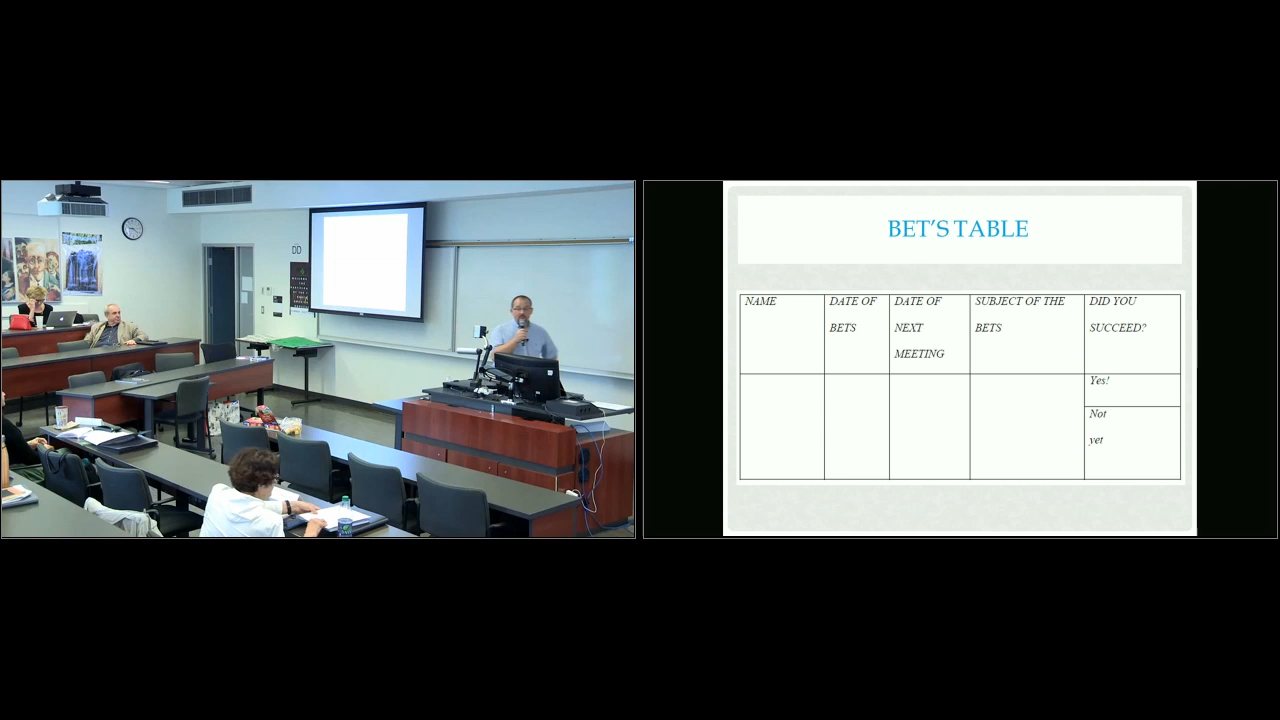 BET'S TABLE
NAME
DATE OF
BETS
DATE OF
NEXT
MEETING
SUBJECT OF THE
BETS
DID YOU
SUCCEED?
Yes!
Not
yet